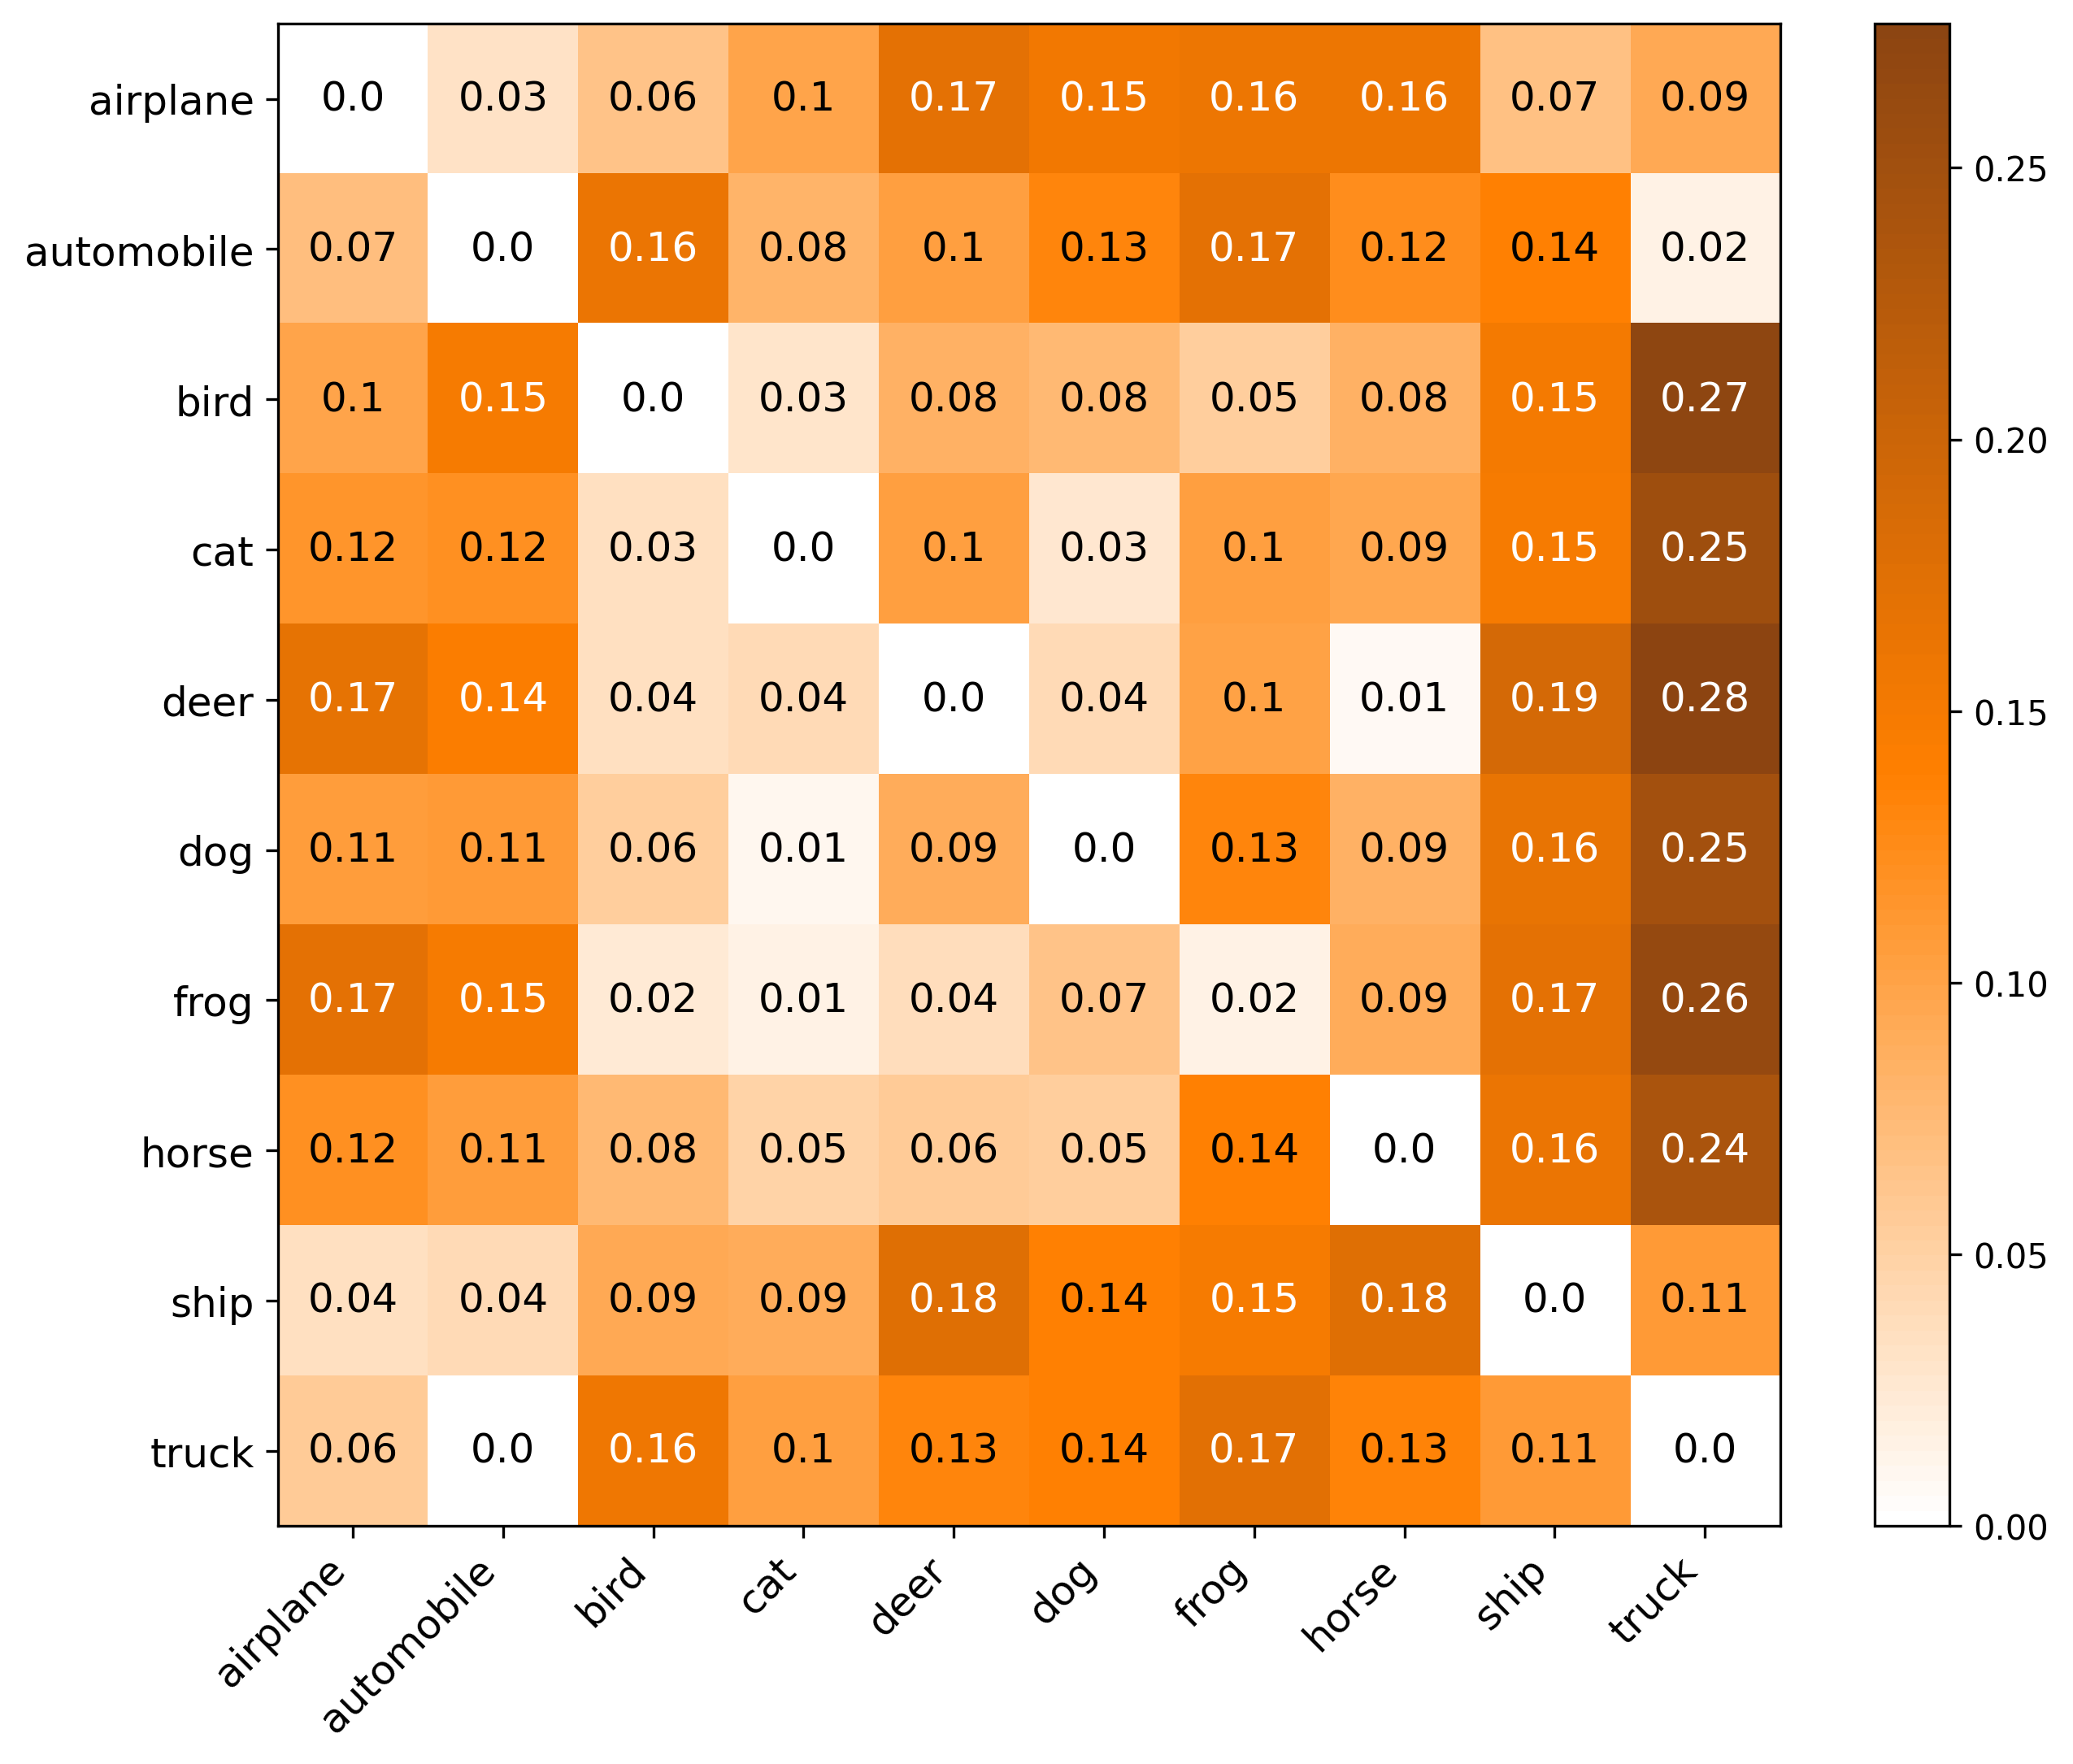 airplane 0.0 0.03 0.06 0.1 0.17 0.15 0.16 0.16 0.07 0.09
automobile 0.07 0.0 0.16 0.08 0.1 0.13 0.17 0.12 0.14 0.02
bird 0.1 0.15 0.0 0.03 0.08 0.08 0.05 0.08 0.15 0.27
cat 0.12 0.12 0.03 0.0 0.1 0.03 0.1 0.09 0.15 0.25
deer 0.17 0.14 0.04 0.04 0.0 0.04 0.1 0.01 0.19 0.28
dog 0.11 0.11 0.06 0.01 0.09 0.0 0.13 0.09 0.16 0.25
frog 0.17 0.15 0.02 0.01 0.04 0.07 0.02 0.09 0.17 0.26
horse 0.12 0.11 0.08 0.05 0.06 0.05 0.14 0.0 0.16 0.24
ship 0.04 0.04 0.09 0.09 0.18 0.14 0.15 0.18 0.0 0.11
truck 0.06 0.0 0.16 0.1 0.13 0.14 0.17 0.13 0.11 0.0
airplane automobile bird cat deer dog frog horse ship truck
0.25
0.20
0.15
0.10
0.05
0.00